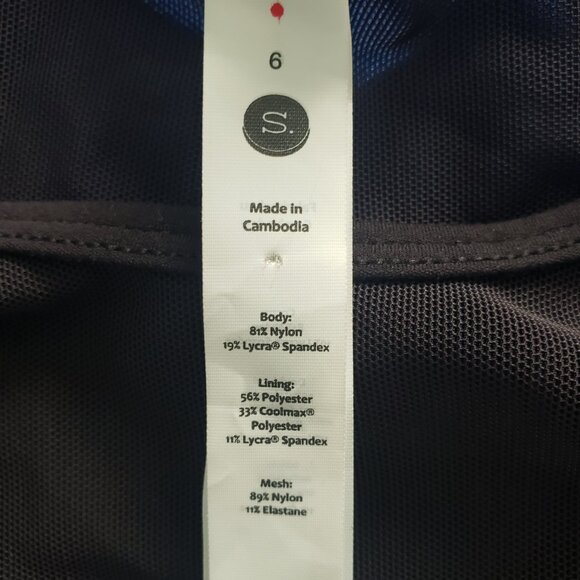 6
S.
Made in
Cambodia
Body:
81% Nylon
19% Lycra® Spandex
Lining:
56% Polyester
33% Coolmax®
Polyester
11% Lycra® Spandex
Mesh:
89% Nylon
11% Elastane